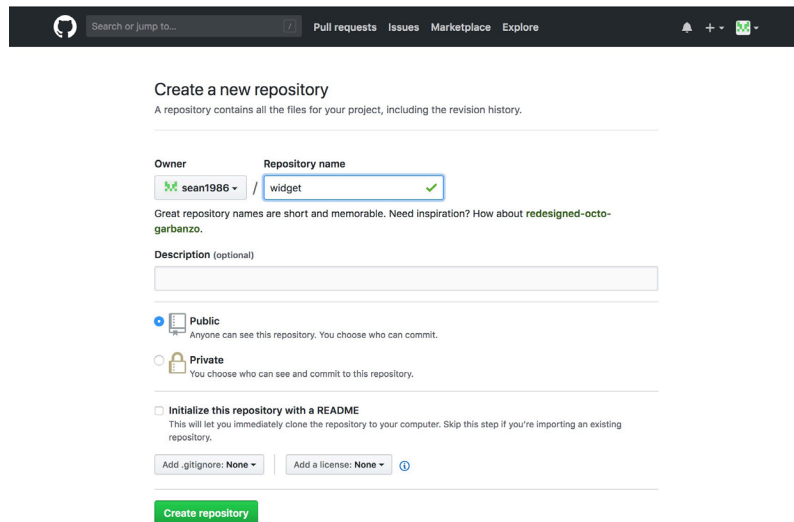 Search or jump to... /
Pull requests Issues Marketplace Explore
Create a new repository
A repository contains all the files for your project, including the revision history.
Owner Repository name
sean1986 / widget
Great repository names are short and memorable. Need inspiration? How about redesigned-octo-
garbanzo.
Description (optional)
Public
Anyone can see this repository. You choose who can commit.
Private
You choose who can see and commit to this repository.
Initialize this repository with a README
This will let you immediately clone the repository to your computer. Skip this step if you're importing an existing
repository.
Add .gitignore: None Add a license: None
Create repository